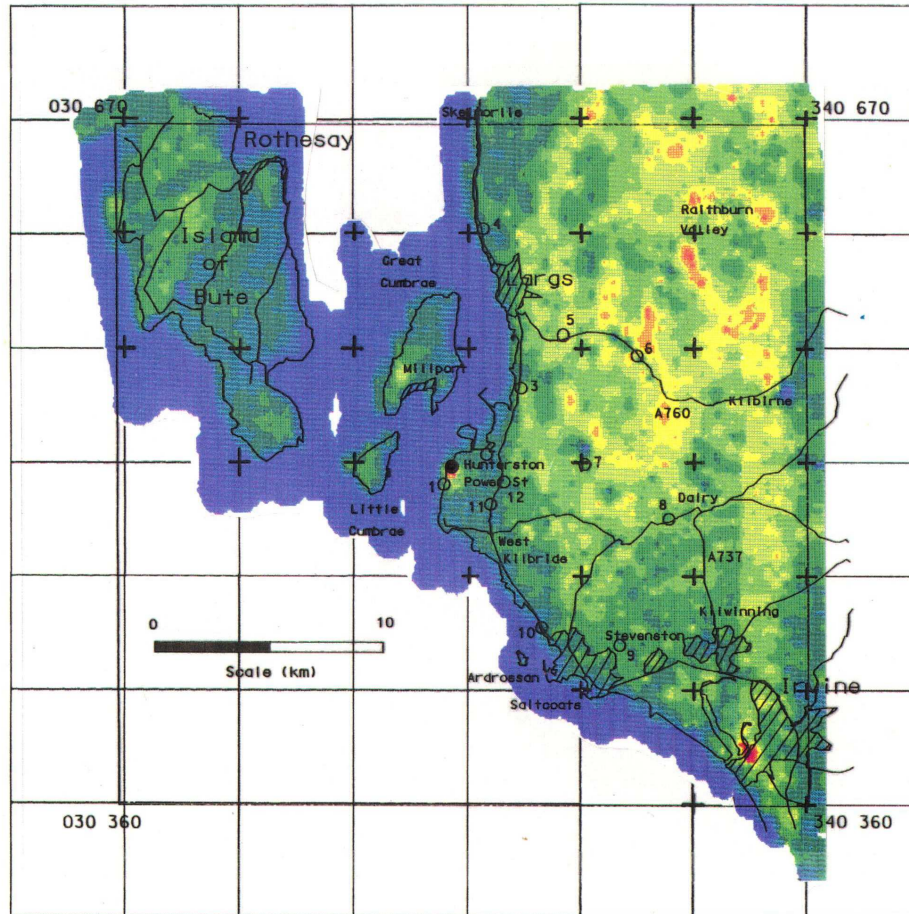 030 670
340 670
Skelmorlie
Rothesay
Raithburn
Valley
4
Island
of
Bute
Great
Cumbrae
Largs
5
6
Millport
3
A760
Kilbirne
2
Hunterston
Power St
7
1
12
11
Little
Cumbrae
8
Dalry
West
Kilbride
A737
Kilwinning
0
10
Scale (km)
10
Stevenston
9
Ardrossan
Saltcoats
Irvine
030 360
340 360